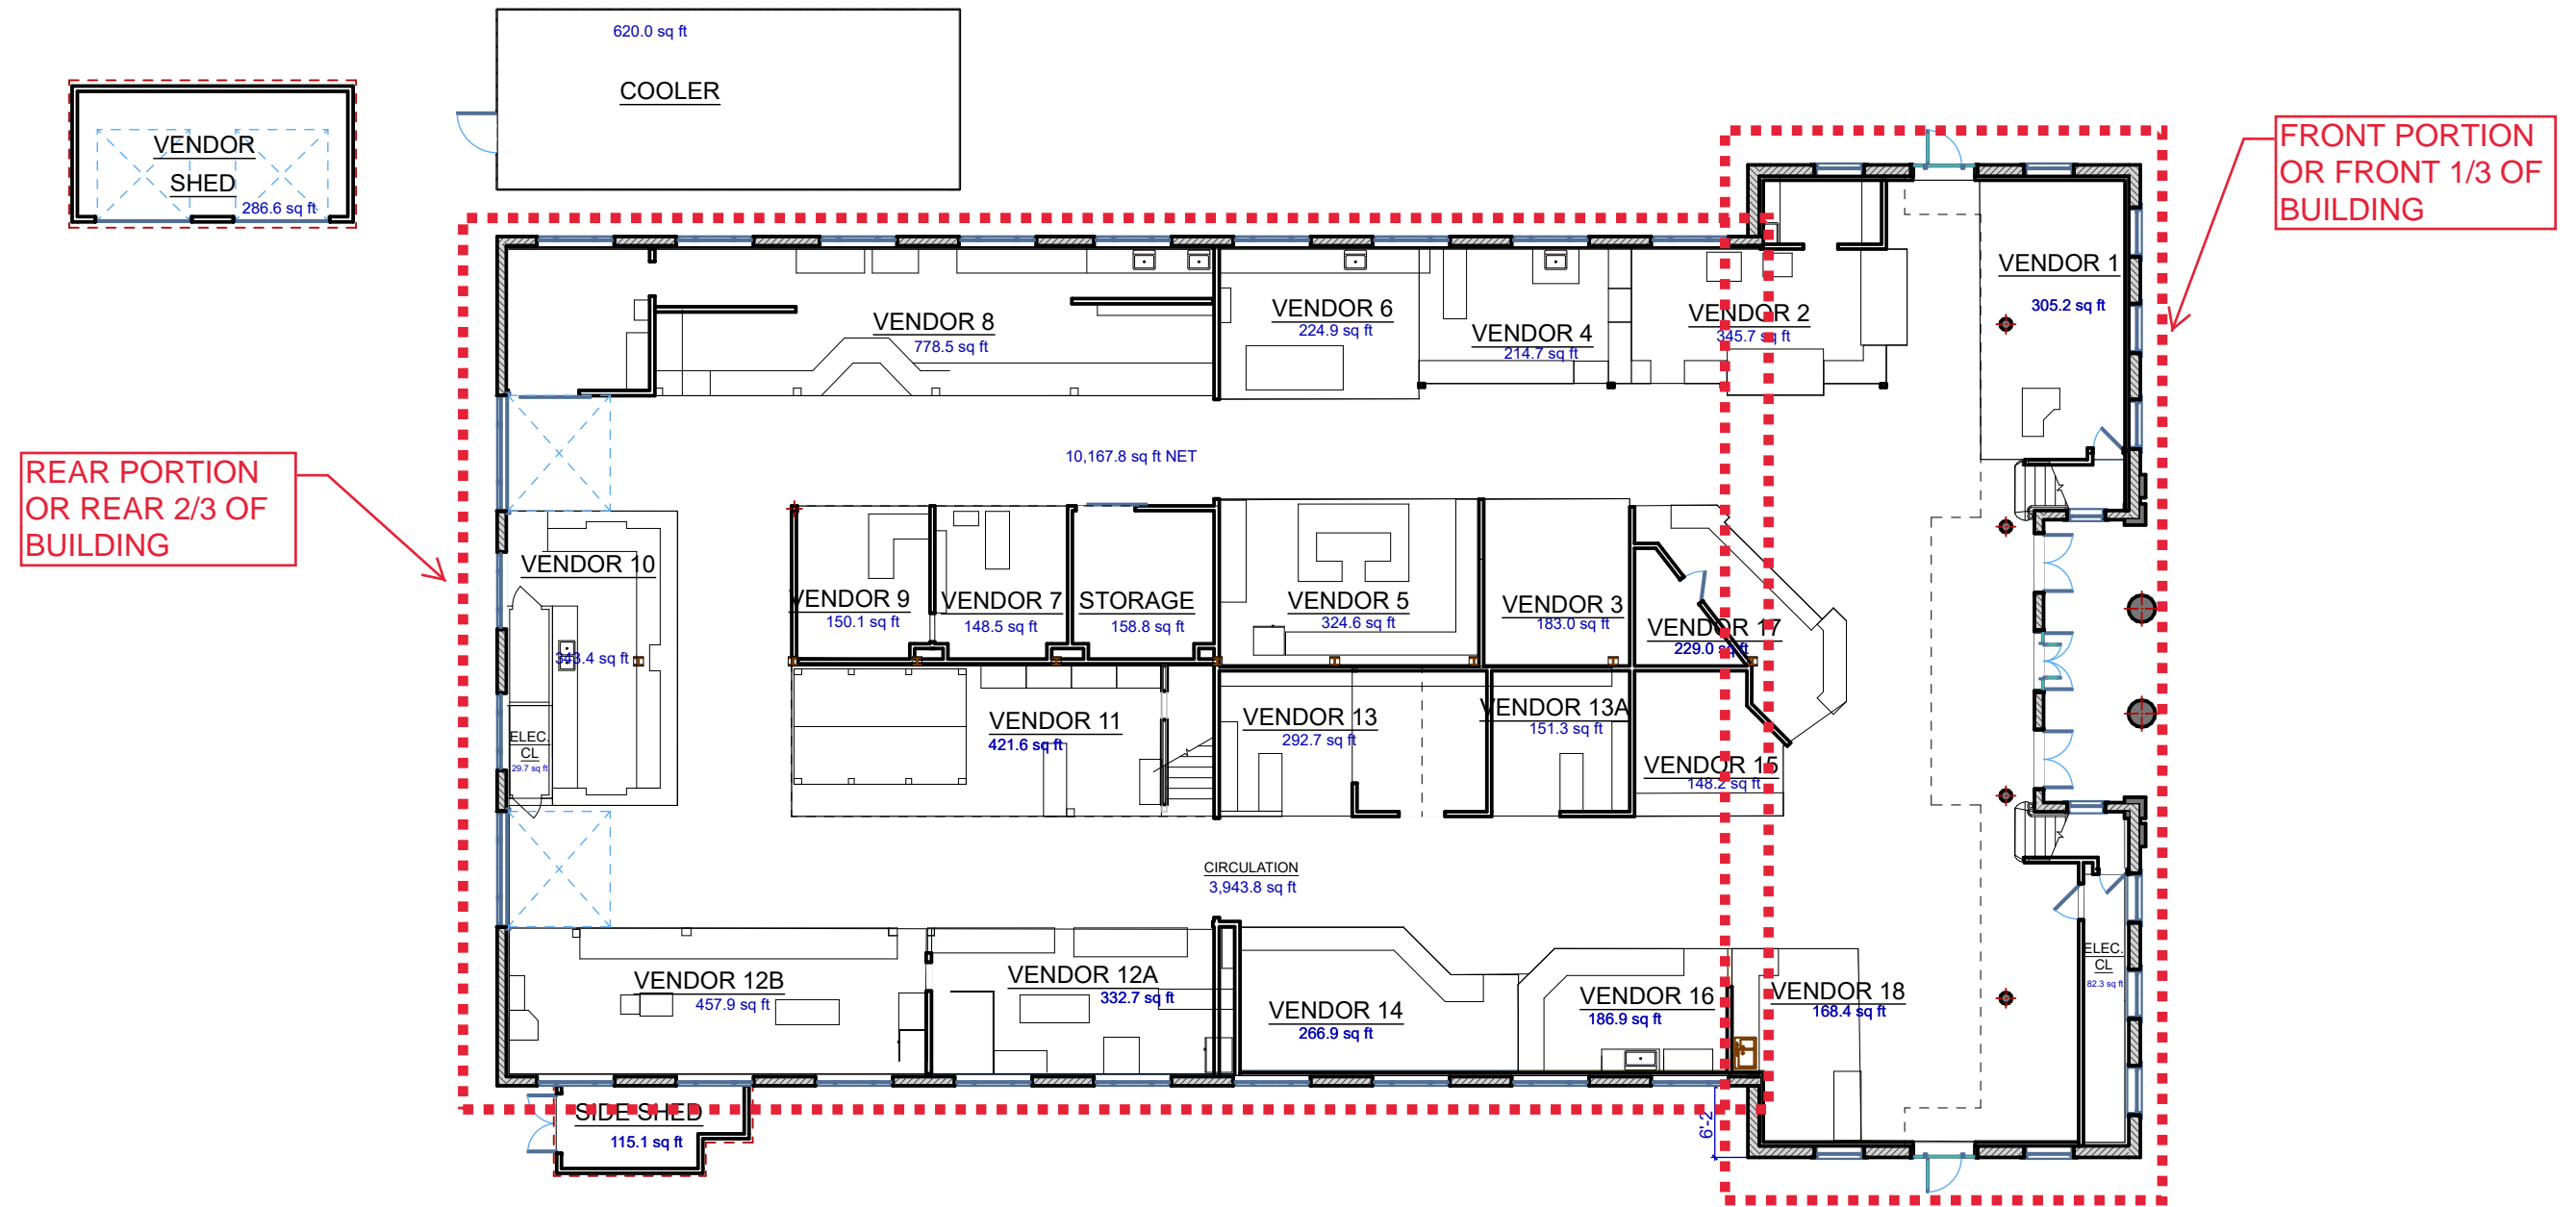 620.0 sq ft
COOLER
VENDOR
SHED
286.6 sq ft
FRONT PORTION
OR FRONT 1/3 OF
BUILDING
VENDOR 1
305.2 sq ft
VENDOR 8
778.5 sq ft
VENDOR 6
224.9 sq ft
VENDOR 4
214.7 sq ft
VENDOR 2
345.7 sq ft
10,167.8 sq ft NET
REAR PORTION
OR REAR 2/3 OF
BUILDING
VENDOR 10
343.4 sq ft
VENDOR 9
150.1 sq ft
VENDOR 7
148.5 sq ft
STORAGE
158.8 sq ft
VENDOR 5
324.6 sq ft
VENDOR 3
183.0 sq ft
VENDOR 17
229.0 sq ft
ELEC.
CL
29.7 sq ft
VENDOR 11
421.6 sq ft
VENDOR 13
292.7 sq ft
VENDOR 13A
151.3 sq ft
VENDOR 15
148.2 sq ft
CIRCULATION
3,943.8 sq ft
VENDOR 12B
457.9 sq ft
VENDOR 12A
332.7 sq ft
VENDOR 14
266.9 sq ft
VENDOR 16
186.9 sq ft
VENDOR 18
168.4 sq ft
ELEC.
CL
82.3 sq ft
SIDE SHED
115.1 sq ft
6'-2